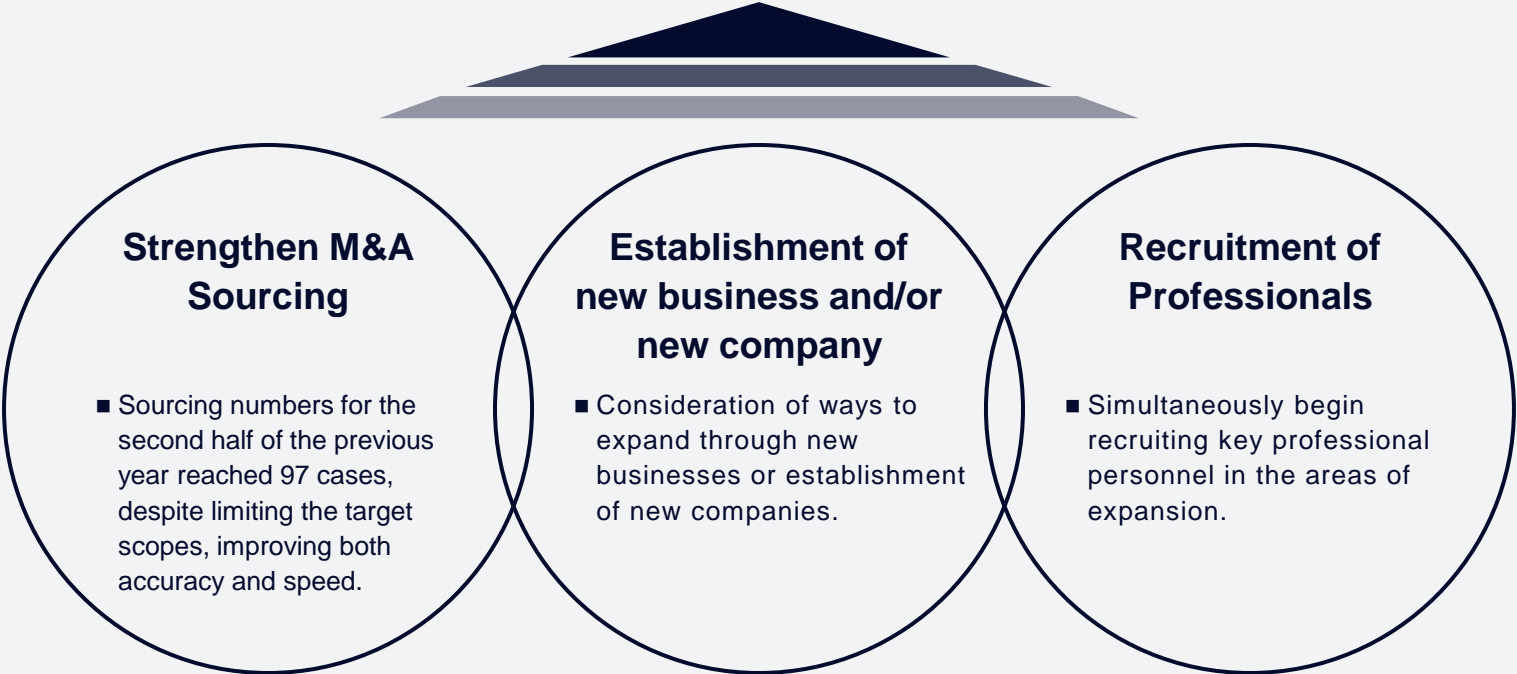 Strengthen M&A
Sourcing
■ Sourcing numbers for the
second half of the previous
year reached 97 cases,
despite limiting the target
scopes, improving both
accuracy and speed.
Establishment of
new business and/or
new company
■ Consideration of ways to
expand through new
businesses or establishment
of new companies.
Recruitment of
Professionals
■ Simultaneously begin
recruiting key professional
personnel in the areas of
expansion.